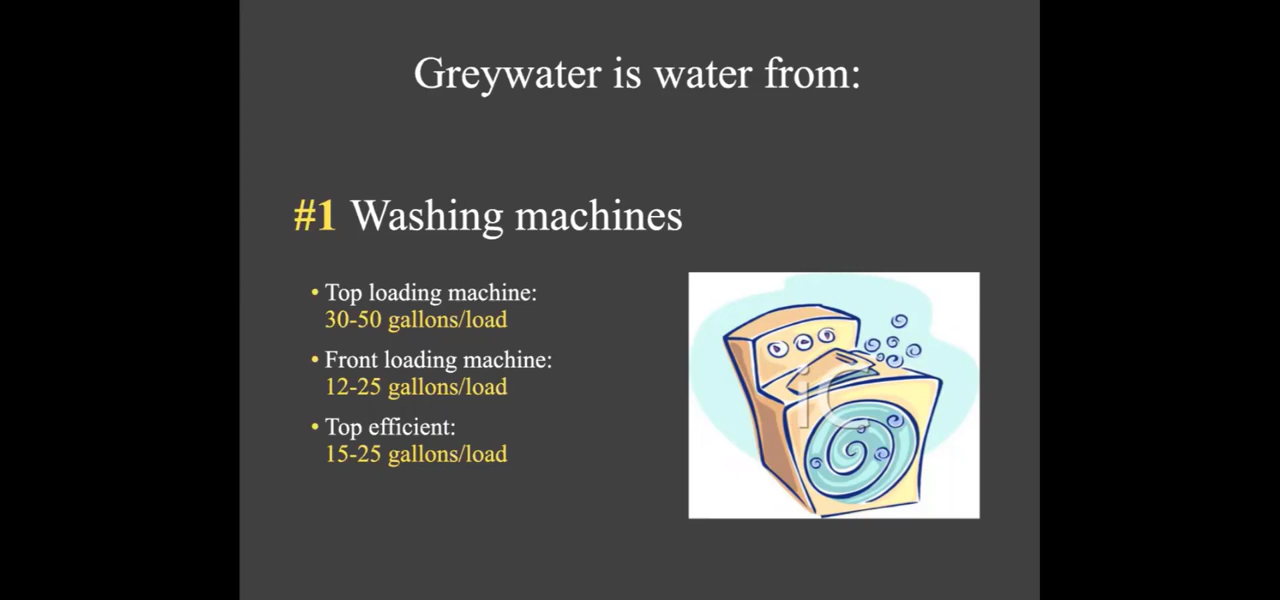 Greywater is water from:
#1 Washing machines
• Top loading machine:
30-50 gallons/load
• Front loading machine:
12-25 gallons/load
• Top efficient:
15-25 gallons/load
iC